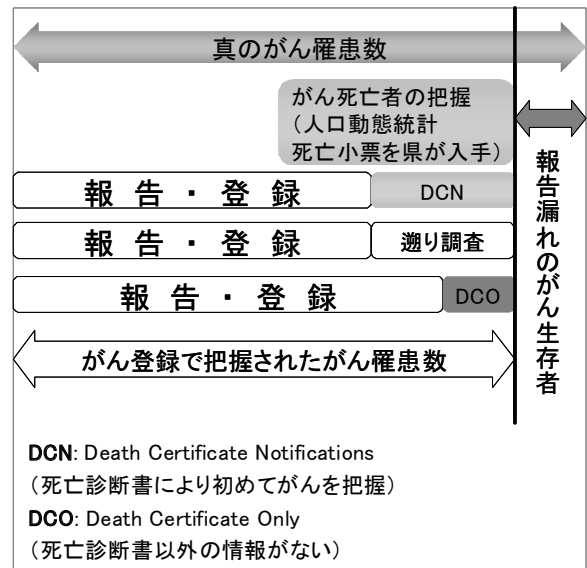 真のがん罹患数
がん死亡者の把握
（人口動態統計
死亡小票を県が入手）
報告漏れのがん生存者
報 告 ・ 登 録
DCN
報 告 ・ 登 録
遡り調査
報 告 ・ 登 録
DCO
がん登録で把握されたがん罹患数
DCN: Death Certificate Notifications
（死亡診断書により初めてがんを把握）
DCO: Death Certificate Only
（死亡診断書以外の情報がない）